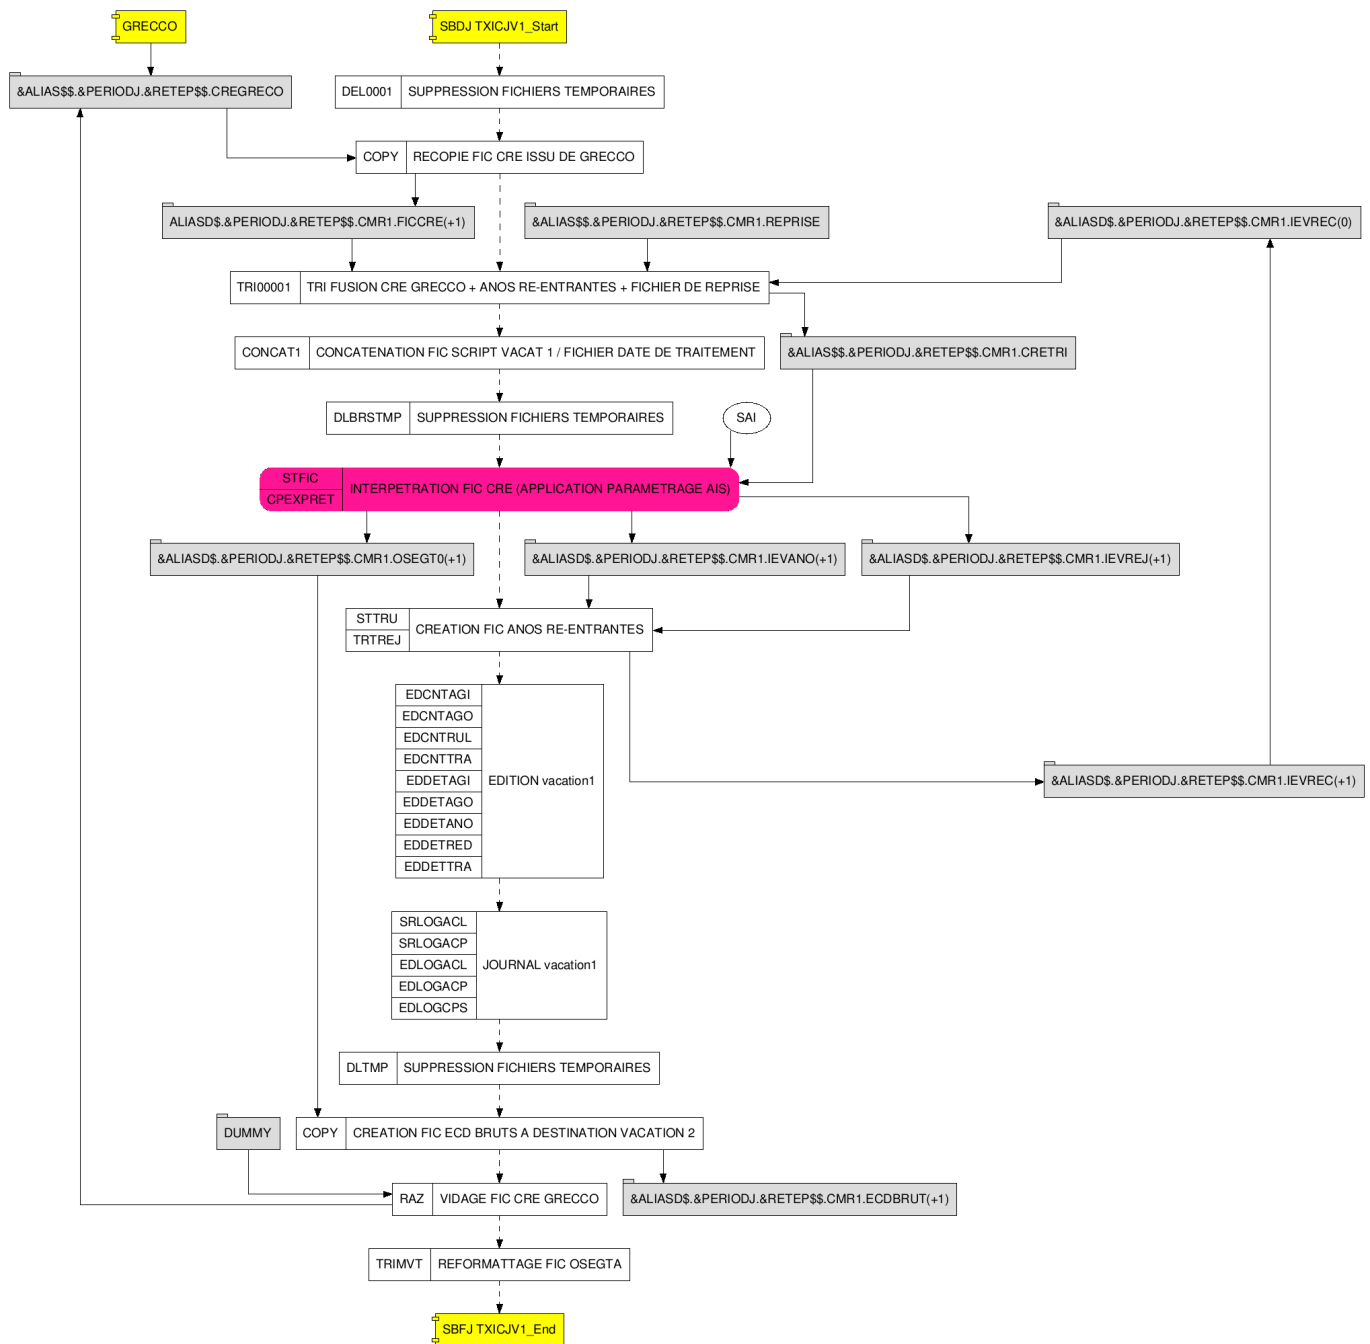 GRECCO
SBDJ TXICJV1_Start
&ALIAS$$.&PERIODJ.&RETEP$$.CREGRECO
DEL0001
SUPPRESSION FICHIERS TEMPORAIRES
COPY
RECOPIE FIC CRE ISSU DE GRECCO
ALIASD$.&PERIODJ.&RETEP$$.CMR1.FICCRE(+1)
&ALIAS$$.&PERIODJ.&RETEP$$.CMR1.REPRISE
&ALIASD$.&PERIODJ.&RETEP$$.CMR1.IEVREC(0)
TRI00001
TRI FUSION CRE GRECCO + ANOS RE-ENTRANTES + FICHIER DE REPRISE
CONCAT1
CONCATENATION FIC SCRIPT VACAT 1 / FICHIER DATE DE TRAITEMENT
&ALIAS$$.&PERIODJ.&RETEP$$.CMR1.CRETRI
DLBRSTMP
SUPPRESSION FICHIERS TEMPORAIRES
SAI
STFIC
CPEXPRET
INTERPETRATION FIC CRE (APPLICATION PARAMETRAGE AIS)
&ALIASD$.&PERIODJ.&RETEP$$.CMR1.OSEGT0(+1)
&ALIASD$.&PERIODJ.&RETEP$$.CMR1.IEVANO(+1)
&ALIASD$.&PERIODJ.&RETEP$$.CMR1.IEVREJ(+1)
STTRU
TRTREJ
CREATION FIC ANOS RE-ENTRANTES
EDCNTAGI
EDCNTAGO
EDCNTRUL
EDCNTTRA
EDDETAGI
EDDETAGO
EDDETANO
EDDETRED
EDDETTRA
EDITION vacation1
&ALIASD$.&PERIODJ.&RETEP$$.CMR1.IEVREC(+1)
SRLOGACL
SRLOGACP
EDLOGACL
EDLOGACP
EDLOGCPS
JOURNAL vacation1
DLTMP
SUPPRESSION FICHIERS TEMPORAIRES
DUMMY
COPY
CREATION FIC ECD BRUTS A DESTINATION VACATION 2
RAZ
VIDAGE FIC CRE GRECCO
&ALIASD$.&PERIODJ.&RETEP$$.CMR1.ECDBRUT(+1)
TRIMVT
REFORMATTAGE FIC OSEGTA
SBFJ TXICJV1_End